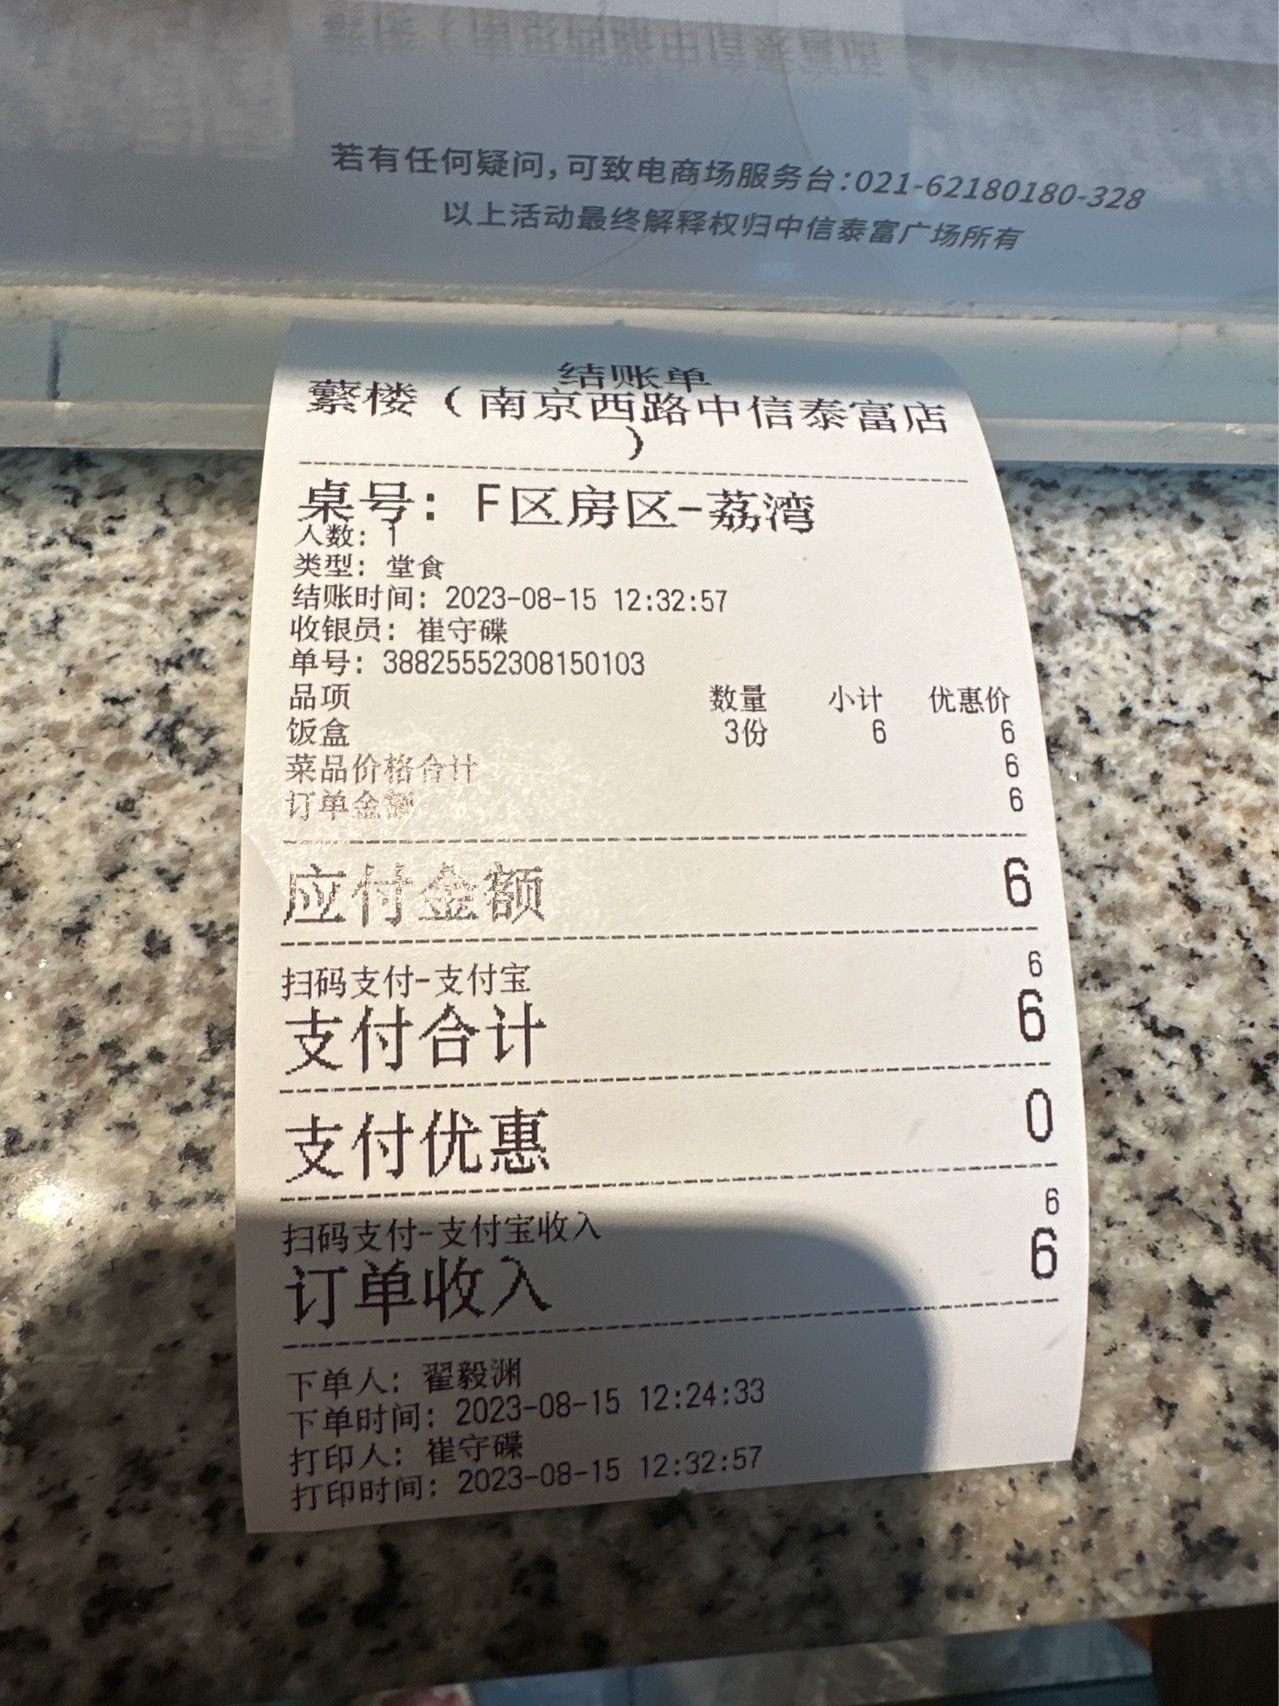 若有任何疑问,可致电商场服务台:021-62180180-328
以上活动最终解释权归中信泰富广场所有
结账单
蘩楼（南京西路中信泰富店
）
桌号: F区房区-荔湾
人数: 1
类型: 堂食
结账时间: 2023-08-15 12:32:57
收银员: 崔守碟
单号: 38825552308150103
品项 数量 小计 优惠价
饭盒 3份 6 6
菜品价格合计 6
订单金额 6
应付金额 6
扫码支付-支付宝 6
支付合计 6
支付优惠 0
扫码支付-支付宝收入 6
订单收入 6
下单人: 翟毅渊
下单时间: 2023-08-15 12:24:33
打印人: 崔守碟
打印时间: 2023-08-15 12:32:57